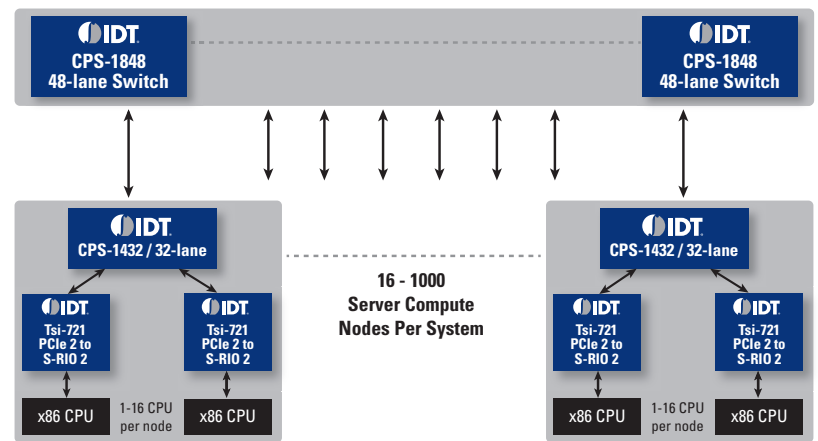 IDT
CPS-1848
48-lane Switch
IDT
CPS-1848
48-lane Switch
IDT
CPS-1432 / 32-lane
IDT
Tsi-721
PCIe 2 to
S-RIO 2
IDT
Tsi-721
PCIe 2 to
S-RIO 2
x86 CPU
1-16 CPU
per node
x86 CPU
16 - 1000
Server Compute
Nodes Per System
IDT
CPS-1432 / 32-lane
IDT
Tsi-721
PCIe 2 to
S-RIO 2
IDT
Tsi-721
PCIe 2 to
S-RIO 2
x86 CPU
1-16 CPU
per node
x86 CPU